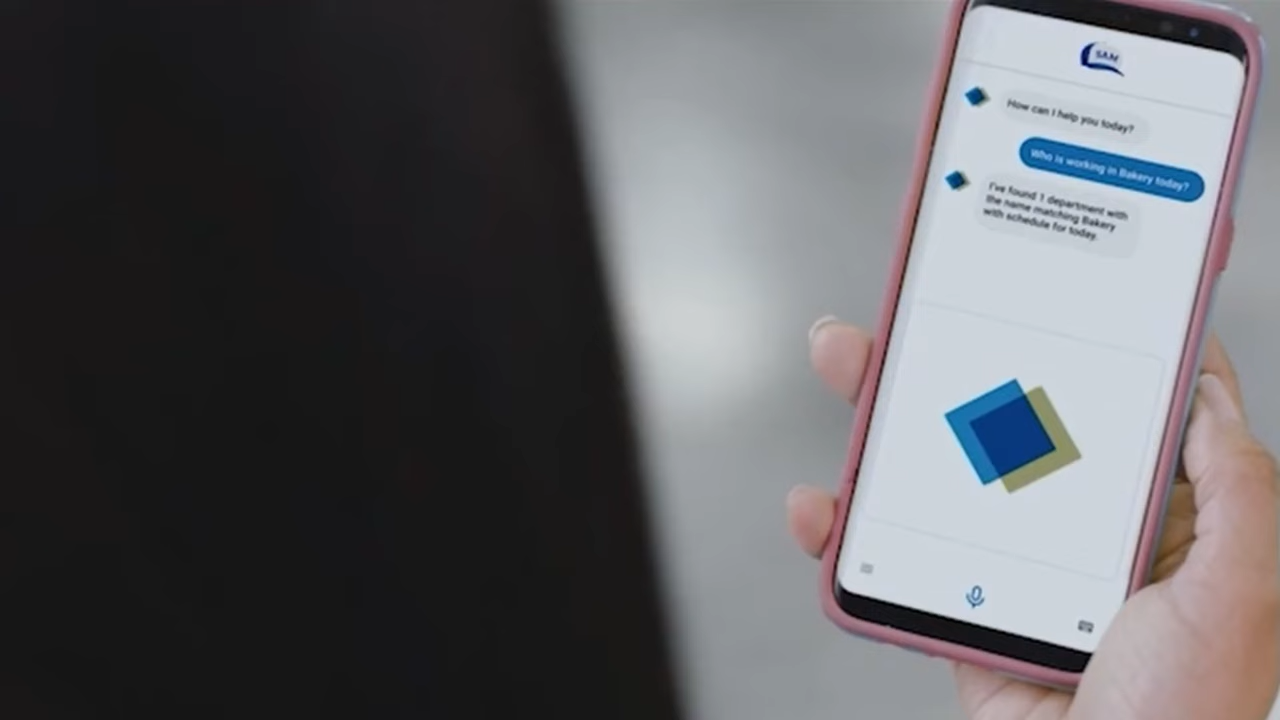 SAM
How can I help you today?
Who is working in Bakery today?
I've found 1 department with
the name matching Bakery
with schedule for today.